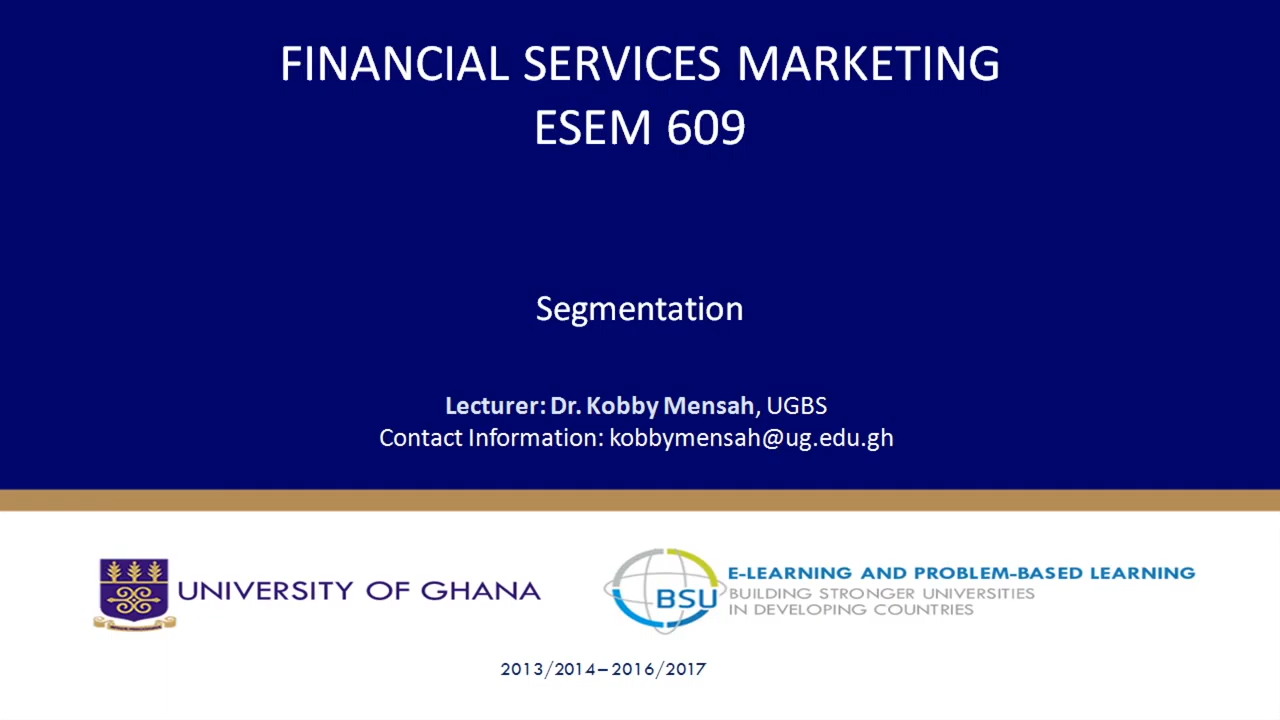 FINANCIAL SERVICES MARKETING
ESEM 609
Segmentation
Lecturer: Dr. Kobby Mensah, UGBS
Contact Information: kobbymensah@ug.edu.gh
UNIVERSITY OF GHANA
BSU
E-LEARNING AND PROBLEM-BASED LEARNING
BUILDING STRONGER UNIVERSITIES
IN DEVELOPING COUNTRIES
2013/2014–2016/2017